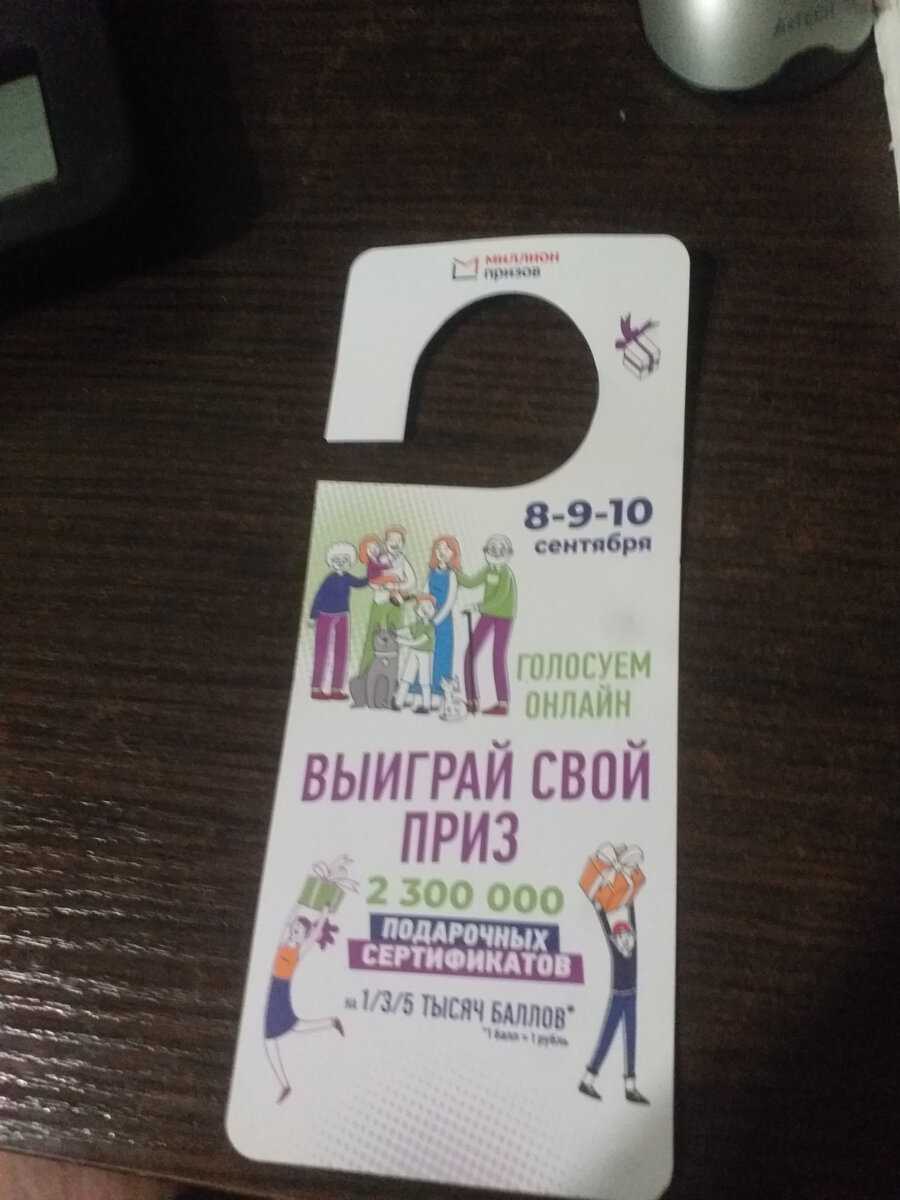 МИЛЛИОН
ПРИЗОВ
8-9-10
сентября
ГОЛОСУЕМ
ОНЛАЙН
ВЫИГРАЙ СВОЙ
ПРИЗ
2 300 000
ПОДАРОЧНЫХ
СЕРТИФИКАТОВ
на 1/3/5 ТЫСЯЧ БАЛЛОВ*
*1 балл = 1 рубль